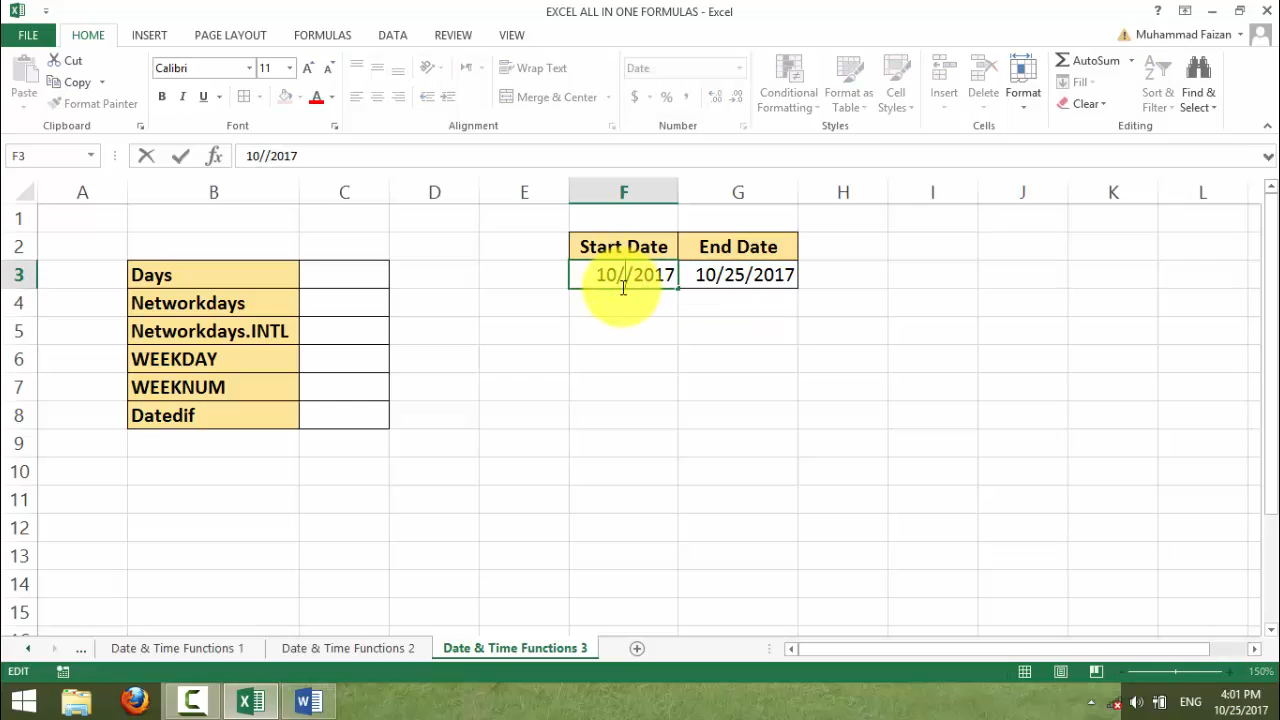 EXCEL ALL IN ONE FORMULAS - Excel
?
FILE HOME INSERT PAGE LAYOUT FORMULAS DATA REVIEW VIEW Muhammad Faizan
Paste Cut
Copy
Format Painter
Clipboard
Calibri 11
B I U A
Font
Wrap Text
Merge & Center
Alignment
Date
$ % ,
Number
Conditional Formatting
Format as Table
Cell Styles
Styles
Insert Delete Format
Cells
AutoSum
Fill
Clear
Sort & Filter
Find & Select
Editing
F3 fx 10//2017
A B C D E F G H I J K L
1
2 Start Date End Date
3 Days 10//2017 10/25/2017
4 Networkdays
5 Networkdays.INTL
6 WEEKDAY
7 WEEKNUM
8 Datedif
9
10
11
12
13
14
15
... Date & Time Functions 1 Date & Time Functions 2 Date & Time Functions 3
EDIT 150%
ENG 4:01 PM
10/25/2017